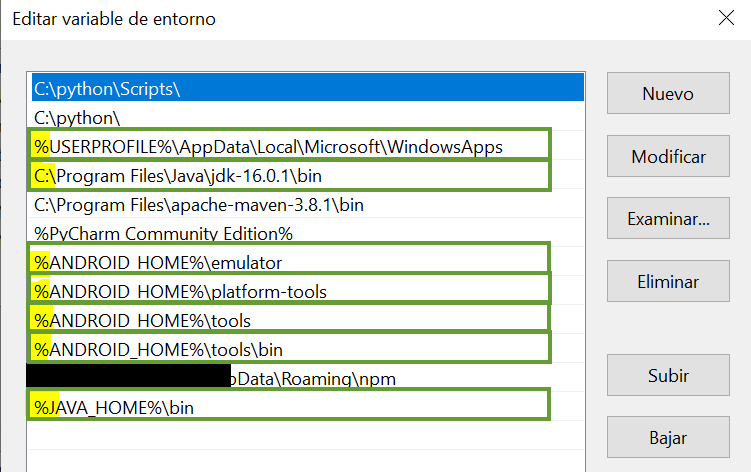 Editar variable de entorno
C:\python\Scripts\
C:\python\
%USERPROFILE%\AppData\Local\Microsoft\WindowsApps
C:\Program Files\Java\jdk-16.0.1\bin
C:\Program Files\apache-maven-3.8.1\bin
%PyCharm Community Edition%
%ANDROID_HOME%\emulator
%ANDROID_HOME%\platform-tools
%ANDROID_HOME%\tools
%ANDROID_HOME%\tools\bin
pData\Roaming\npm
%JAVA_HOME%\bin
Nuevo
Modificar
Examinar...
Eliminar
Subir
Bajar